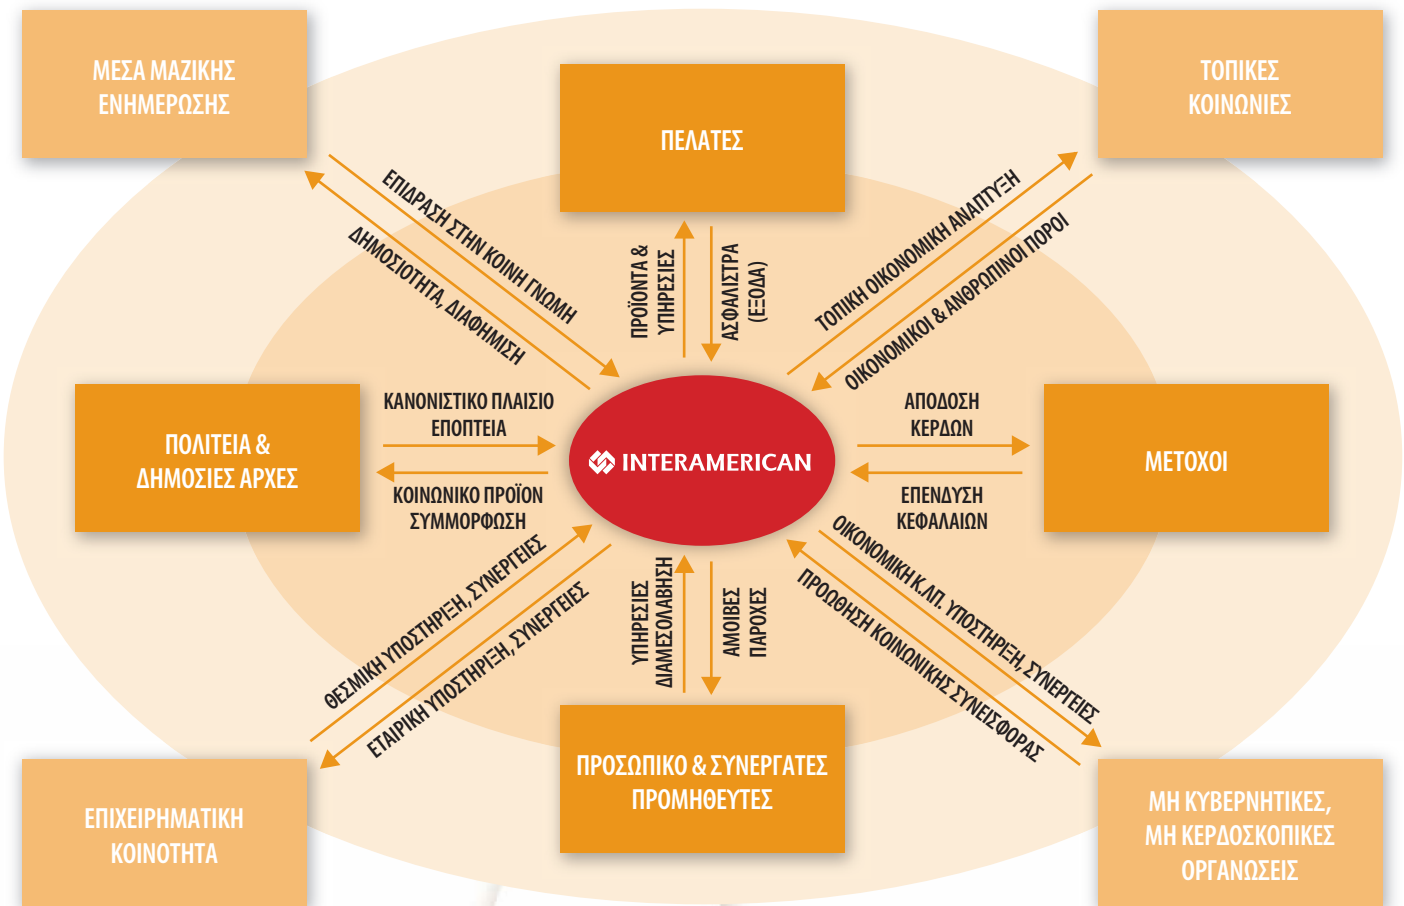 ΜΕΣΑ ΜΑΖΙΚΗΣ
ΕΝΗΜΕΡΩΣΗΣ
ΠΕΛΑΤΕΣ
ΤΟΠΙΚΕΣ
ΚΟΙΝΩΝΙΕΣ
ΕΠΙΔΡΑΣΗ ΣΤΗΝ ΚΟΙΝΗ ΓΝΩΜΗ
ΔΗΜΟΣΙΟΤΗΤΑ, ΔΙΑΦΗΜΙΣΗ
ΠΡΟΪΟΝΤΑ &
ΥΠΗΡΕΣΙΕΣ
ΑΣΦΑΛΙΣΤΡΑ
(ΕΞΟΔΑ)
ΤΟΠΙΚΗ ΟΙΚΟΝΟΜΙΚΗ ΑΝΑΠΤΥΞΗ
ΟΙΚΟΝΟΜΙΚΟΙ & ΑΝΘΡΩΠΙΝΟΙ ΠΟΡΟΙ
ΠΟΛΙΤΕΙΑ &
ΔΗΜΟΣΙΕΣ ΑΡΧΕΣ
ΚΑΝΟΝΙΣΤΙΚΟ ΠΛΑΙΣΙΟ
ΕΠΟΠΤΕΙΑ
ΚΟΙΝΩΝΙΚΟ ΠΡΟΪΟΝ
ΣΥΜΜΟΡΦΩΣΗ
INTERAMERICAN
ΑΠΟΔΟΣΗ
ΚΕΡΔΩΝ
ΕΠΕΝΔΥΣΗ
ΚΕΦΑΛΑΙΩΝ
ΜΕΤΟΧΟΙ
ΘΕΣΜΙΚΗ ΥΠΟΣΤΗΡΙΞΗ, ΣΥΝΕΡΓΕΙΕΣ
ΕΤΑΙΡΙΚΗ ΥΠΟΣΤΗΡΙΞΗ, ΣΥΝΕΡΓΕΙΕΣ
ΥΠΗΡΕΣΙΕΣ
ΔΙΑΜΕΣΟΛΑΒΗΣΗ
ΑΜΟΙΒΕΣ
ΠΑΡΟΧΕΣ
ΟΙΚΟΝΟΜΙΚΗ Κ.ΛΠ. ΥΠΟΣΤΗΡΙΞΗ, ΣΥΝΕΡΓΕΙΕΣ
ΠΡΟΩΘΗΣΗ ΚΟΙΝΩΝΙΚΗΣ ΣΥΝΕΙΣΦΟΡΑΣ
ΕΠΙΧΕΙΡΗΜΑΤΙΚΗ
ΚΟΙΝΟΤΗΤΑ
ΠΡΟΣΩΠΙΚΟ & ΣΥΝΕΡΓΑΤΕΣ
ΠΡΟΜΗΘΕΥΤΕΣ
ΜΗ ΚΥΒΕΡΝΗΤΙΚΕΣ,
ΜΗ ΚΕΡΔΟΣΚΟΠΙΚΕΣ
ΟΡΓΑΝΩΣΕΙΣ